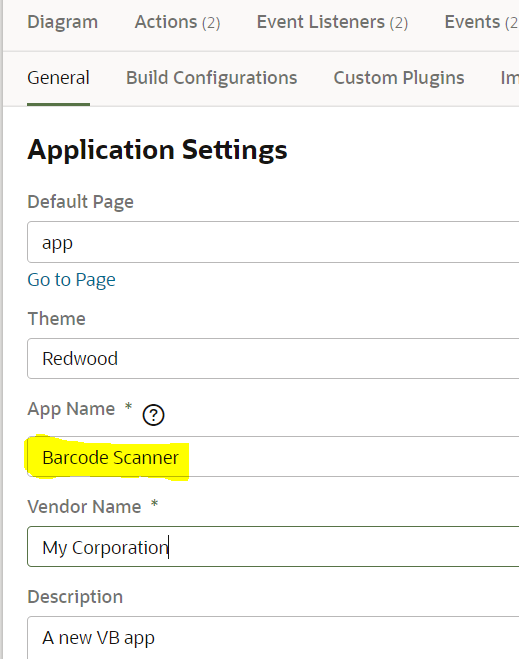 Diagram Actions (2) Event Listeners (2) Events (2
General Build Configurations Custom Plugins Im
Application Settings
Default Page
app
Go to Page
Theme
Redwood
App Name * ?
Barcode Scanner
Vendor Name *
My Corporation
Description
A new VB app